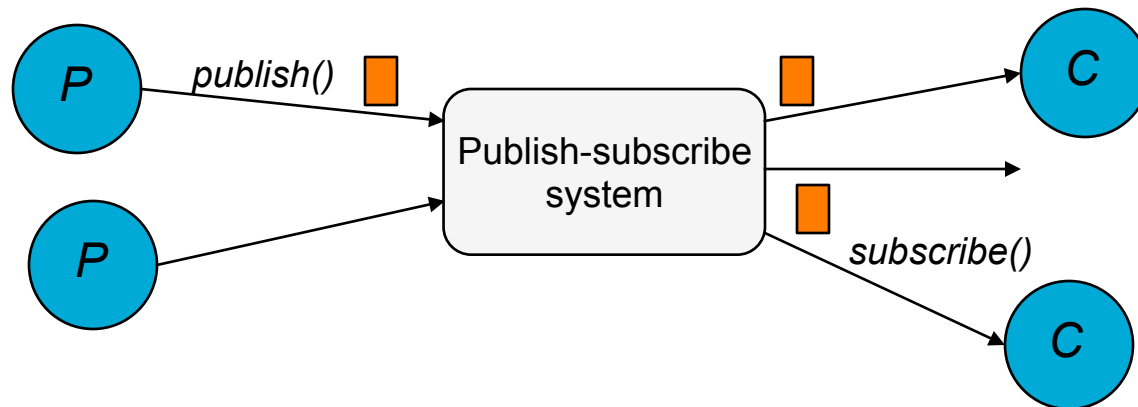 P
publish()
C
Publish-subscribe
system
P
subscribe()
C